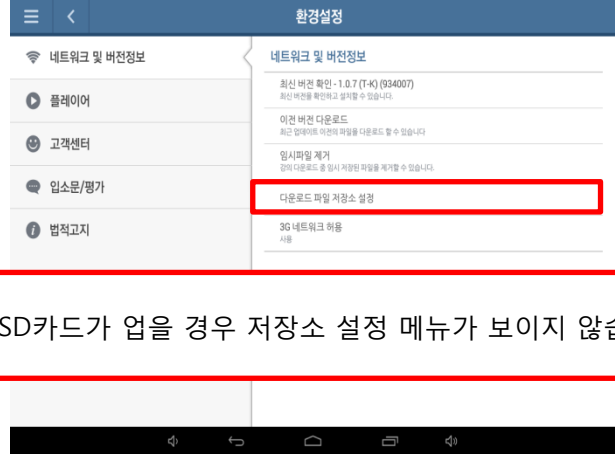 환경설정
네트워크 및 버전정보
플레이어
고객센터
입소문/평가
법적고지
네트워크 및 버전정보
최신 버전 확인 - 1.0.7 (T-K) (934007)
최신 버전을 확인하고 설치할 수 있습니다.
이전 버전 다운로드
최근 업데이트 이전의 파일을 다운로드 할 수 있습니다
임시파일 제거
강의 다운로드 중 임시 저장된 파일을 제거할 수 있습니다.
다운로드 파일 저장소 설정
3G 네트워크 허용
사용
SD카드가 업을 경우 저장소 설정 메뉴가 보이지 않